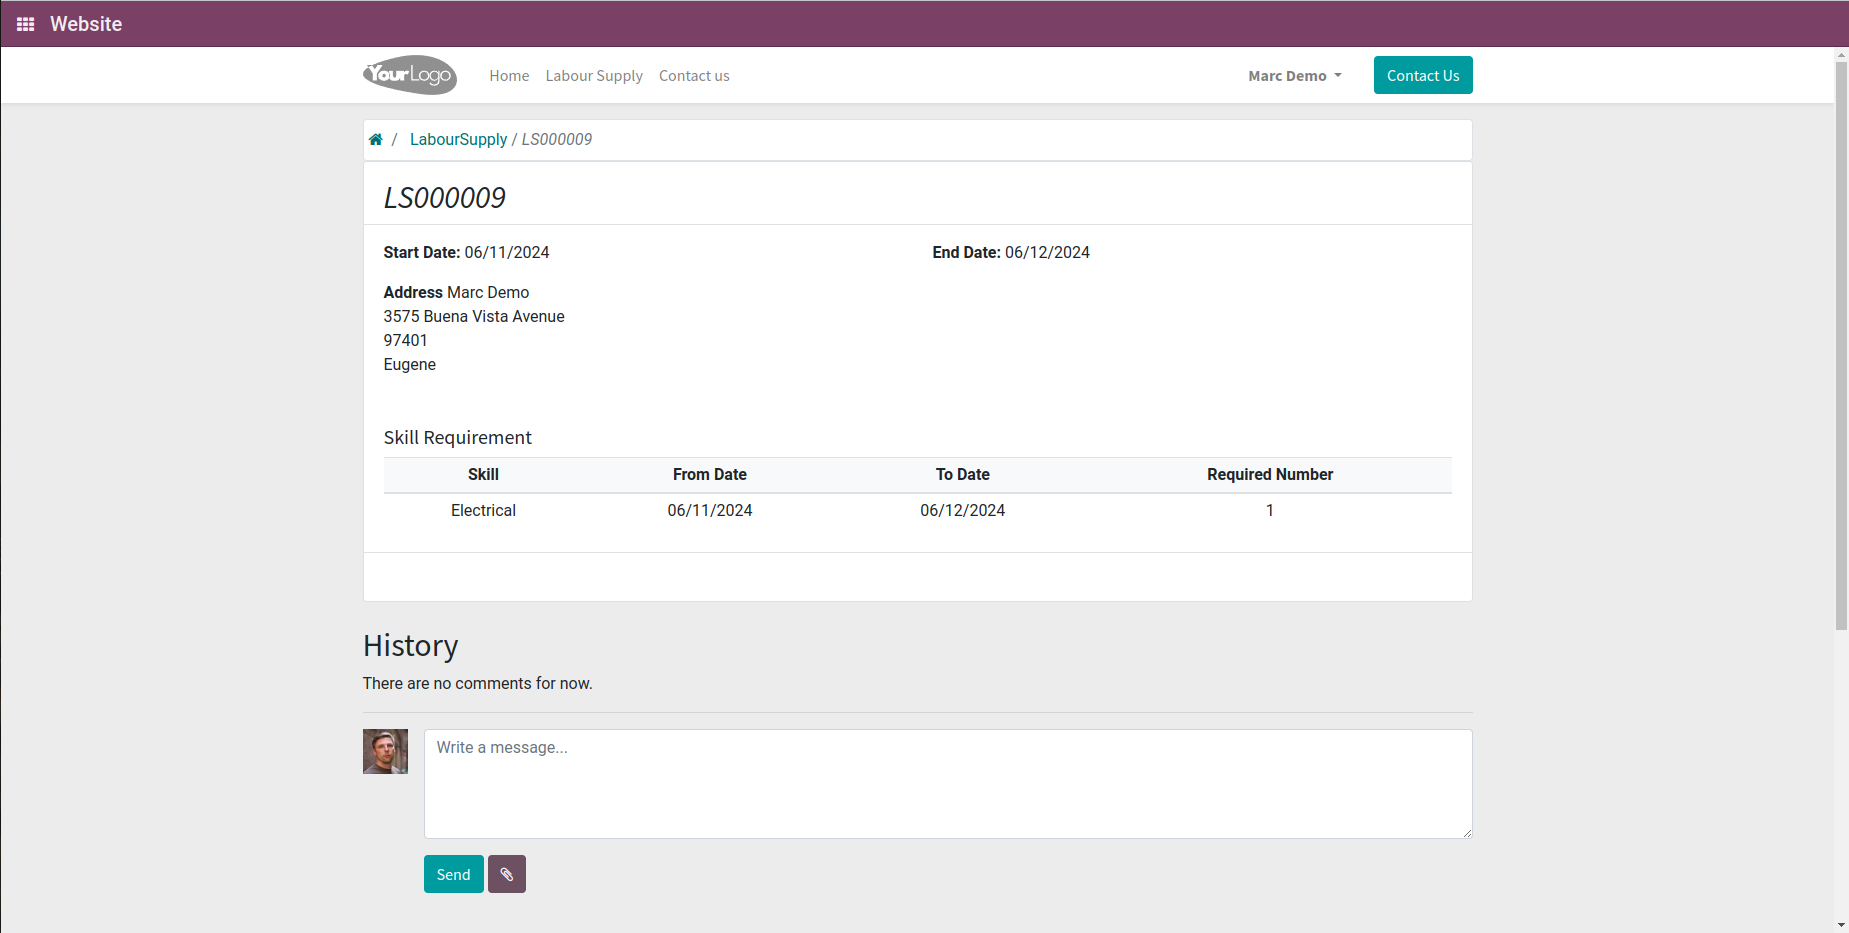 Website
YourLogo Home Labour Supply Contact us Marc Demo Contact Us
/ LabourSupply / LS000009
LS000009
Start Date: 06/11/2024 End Date: 06/12/2024
Address Marc Demo
3575 Buena Vista Avenue
97401
Eugene
Skill Requirement
Skill From Date To Date Required Number
Electrical 06/11/2024 06/12/2024 1
History
There are no comments for now.
Write a message...
Send